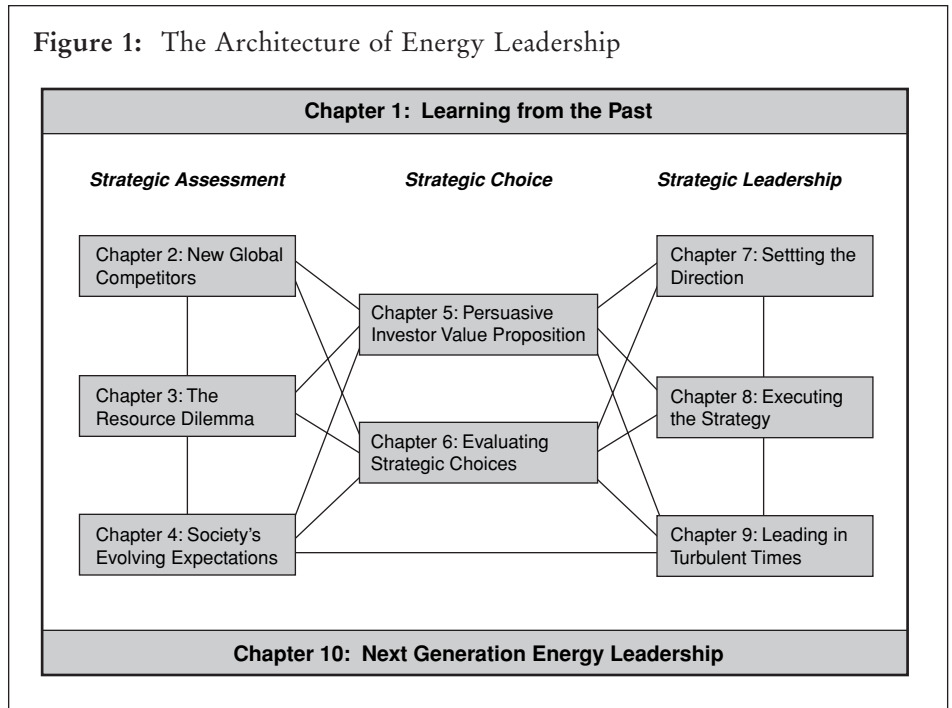 Figure 1: The Architecture of Energy Leadership
Chapter 1: Learning from the Past
Strategic Assessment
Strategic Choice
Strategic Leadership
Chapter 2: New Global
Competitors
Chapter 3: The
Resource Dilemma
Chapter 4: Society's
Evolving Expectations
Chapter 5: Persuasive
Investor Value Proposition
Chapter 6: Evaluating
Strategic Choices
Chapter 7: Settting the
Direction
Chapter 8: Executing
the Strategy
Chapter 9: Leading in
Turbulent Times
Chapter 10: Next Generation Energy Leadership